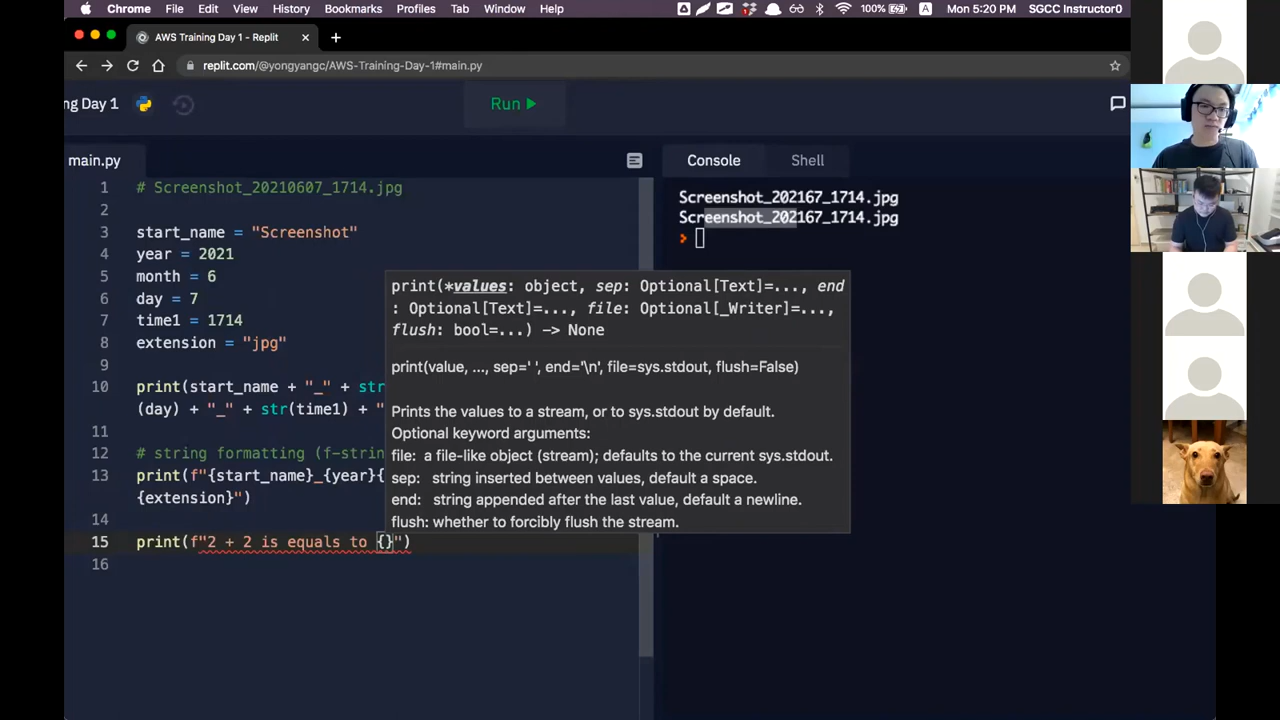 Chrome File Edit View History Bookmarks Profiles Tab Window Help 100% A Mon 5:20 PM SGCC Instructor0
AWS Training Day 1 - Replit
replit.com/@yongyangc/AWS-Training-Day-1#main.py
ng Day 1 Run
main.py Console Shell
1 # Screenshot_20210607_1714.jpg
2
3 start_name = "Screenshot"
4 year = 2021
5 month = 6
6 day = 7
7 time1 = 1714
8 extension = "jpg"
9
10 print(start_name + "_" + str
(day) + "_" + str(time1) + "
11
12 # string formatting (f-string
13 print(f"{start_name}_{year}{
{extension}")
14
15 print(f"2 + 2 is equals to {}")
16
print(*values: object, sep: Optional[Text]=..., end
: Optional[Text]=..., file: Optional[_Writer]=...,
flush: bool=...) -> None
print(value, ..., sep=' ', end='\n', file=sys.stdout, flush=False)
Prints the values to a stream, or to sys.stdout by default.
Optional keyword arguments:
file: a file-like object (stream); defaults to the current sys.stdout.
sep: string inserted between values, default a space.
end: string appended after the last value, default a newline.
flush: whether to forcibly flush the stream.
Screenshot_202167_1714.jpg
Screenshot_202167_1714.jpg